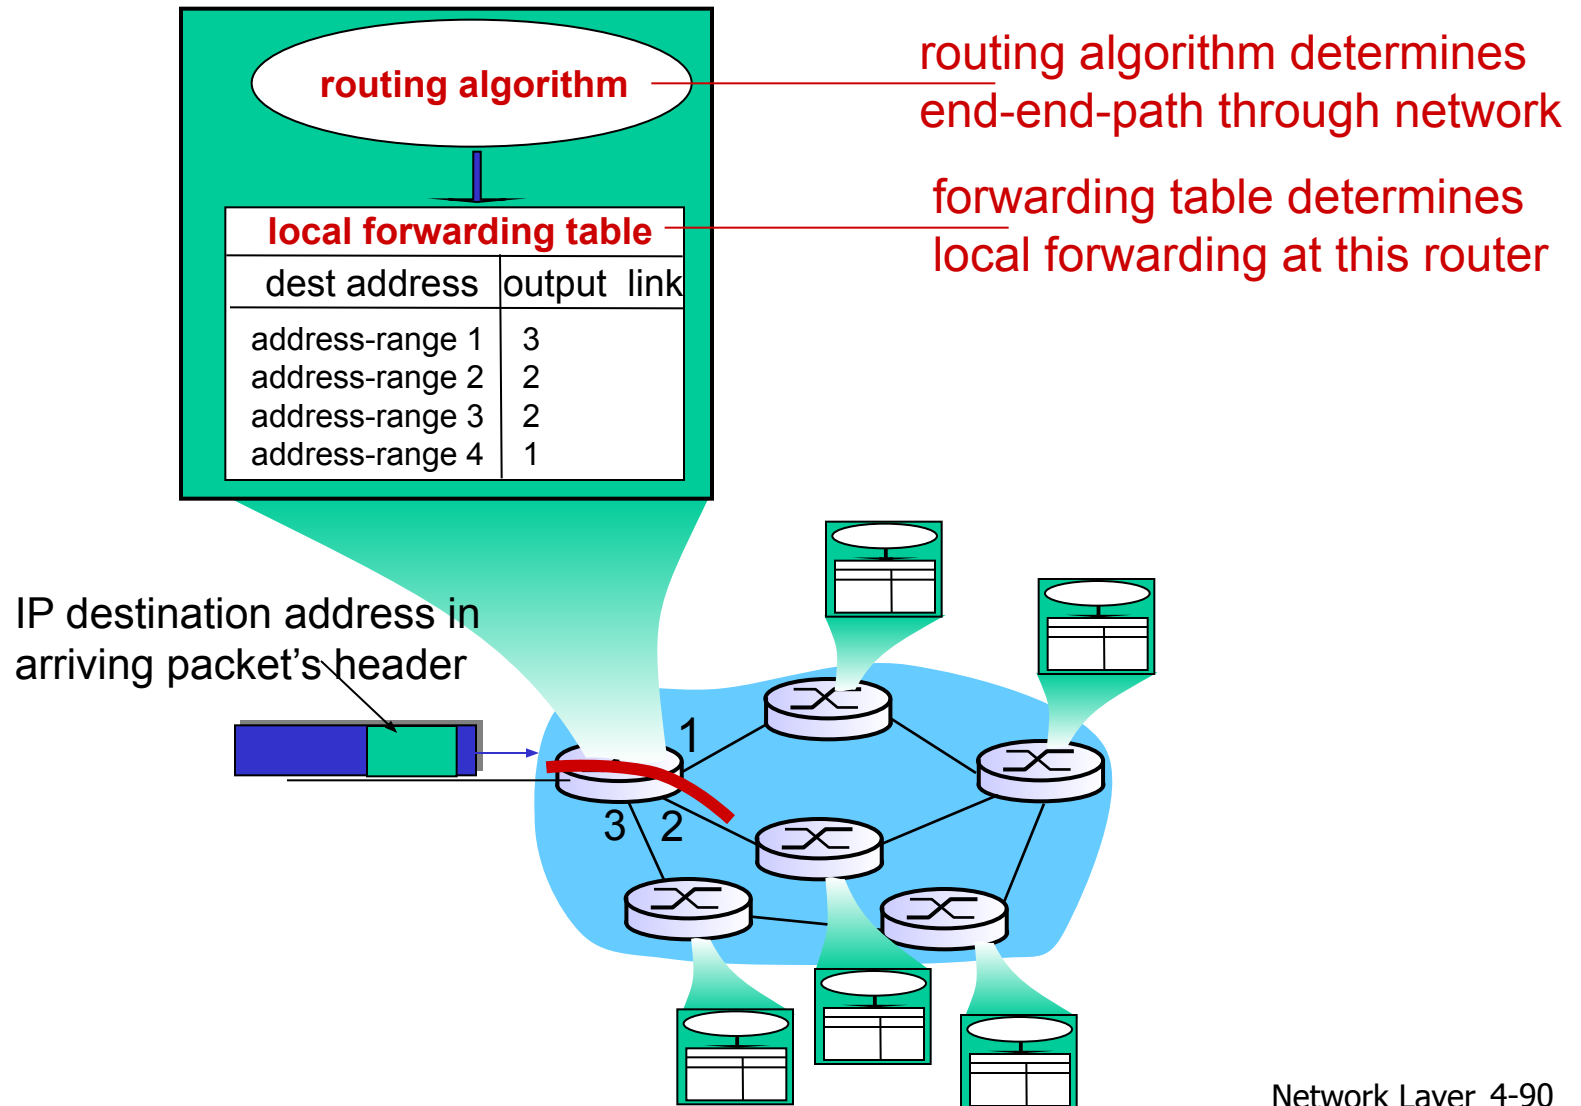 routing algorithm
routing algorithm determines
end-end-path through network
forwarding table determines
local forwarding at this router
local forwarding table
dest address output link
address-range 1 3
address-range 2 2
address-range 3 2
address-range 4 1
IP destination address in
arriving packet's header
1
3 2
Network Layer 4-90